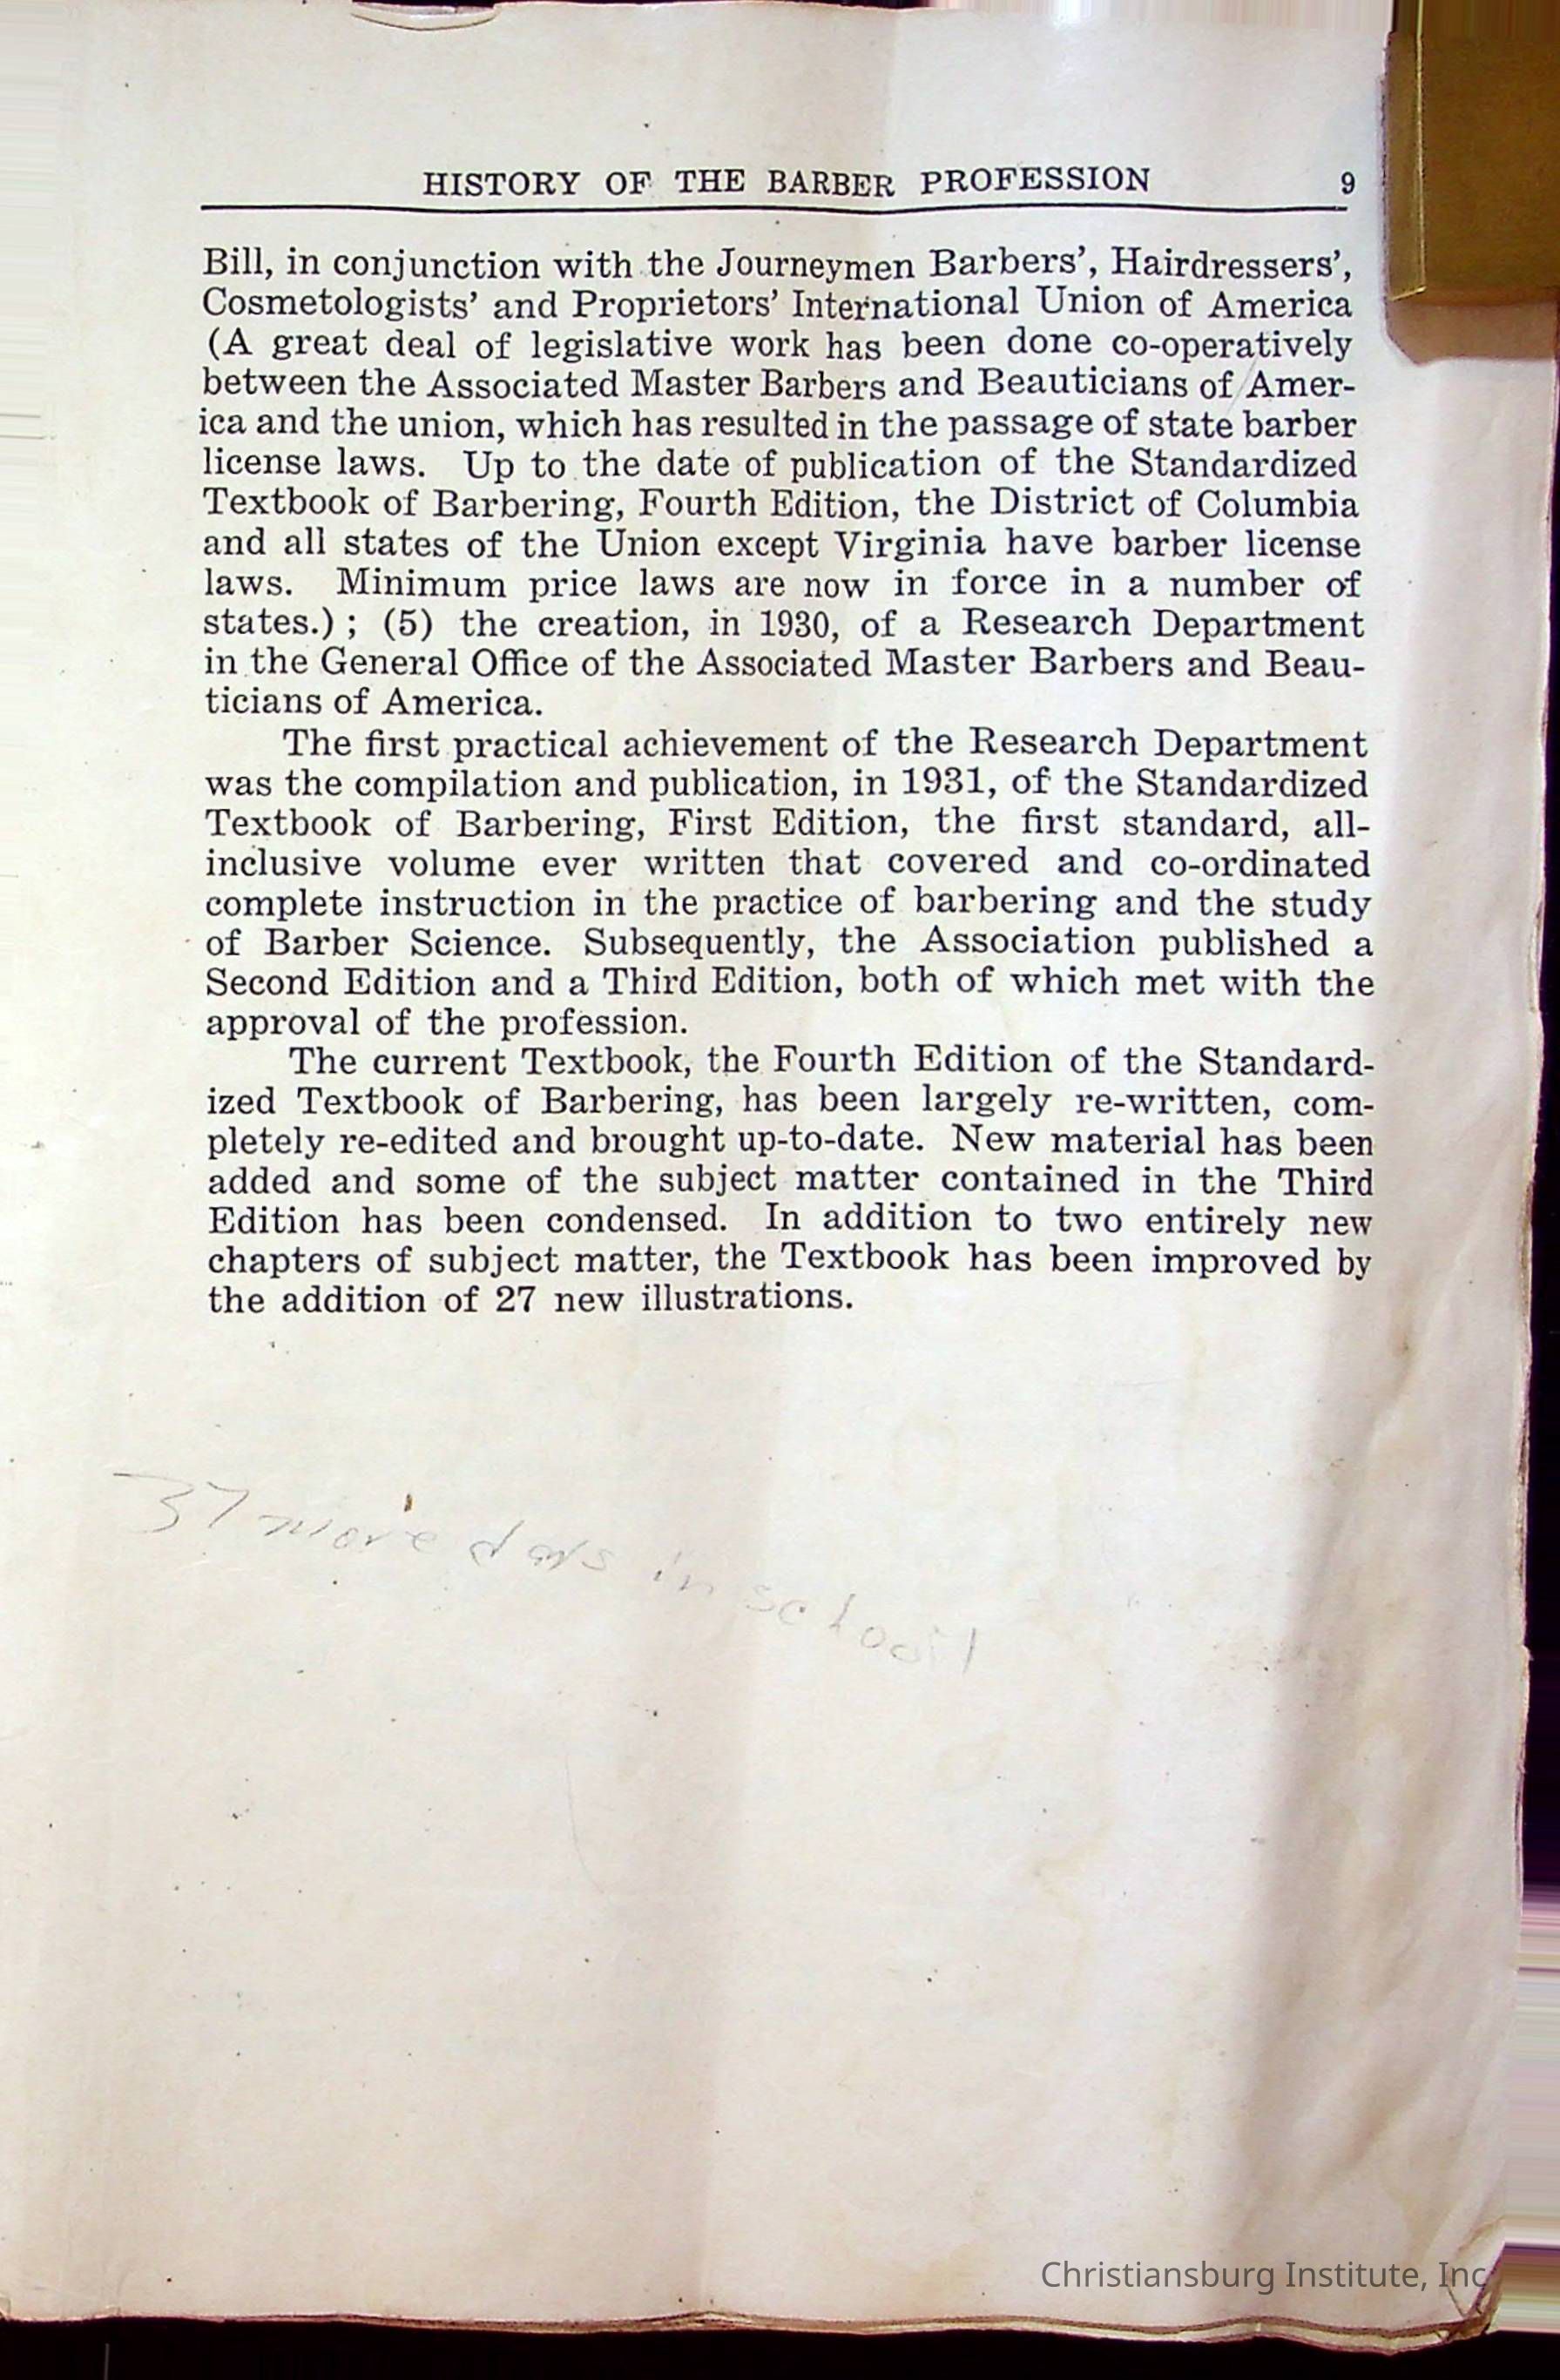 HISTORY OF THE BARBER PROFESSION 9
Bill, in conjunction with the Journeymen Barbers', Hairdressers',
Cosmetologists' and Proprietors' International Union of America
(A great deal of legislative work has been done co-operatively
between the Associated Master Barbers and Beauticians of Amer-
ica and the union, which has resulted in the passage of state barber
license laws. Up to the date of publication of the Standardized
Textbook of Barbering, Fourth Edition, the District of Columbia
and all states of the Union except Virginia have barber license
laws. Minimum price laws are now in force in a number of
states.) ; (5) the creation, in 1930, of a Research Department
in the General Office of the Associated Master Barbers and Beau-
ticians of America.
The first practical achievement of the Research Department
was the compilation and publication, in 1931, of the Standardized
Textbook of Barbering, First Edition, the first standard, all-
inclusive volume ever written that covered and co-ordinated
complete instruction in the practice of barbering and the study
of Barber Science. Subsequently, the Association published a
Second Edition and a Third Edition, both of which met with the
approval of the profession.
The current Textbook, the Fourth Edition of the Standard-
ized Textbook of Barbering, has been largely re-written, com-
pletely re-edited and brought up-to-date. New material has been
added and some of the subject matter contained in the Third
Edition has been condensed. In addition to two entirely new
chapters of subject matter, the Textbook has been improved by
the addition of 27 new illustrations.
37 more days in school
Christiansburg Institute, Inc